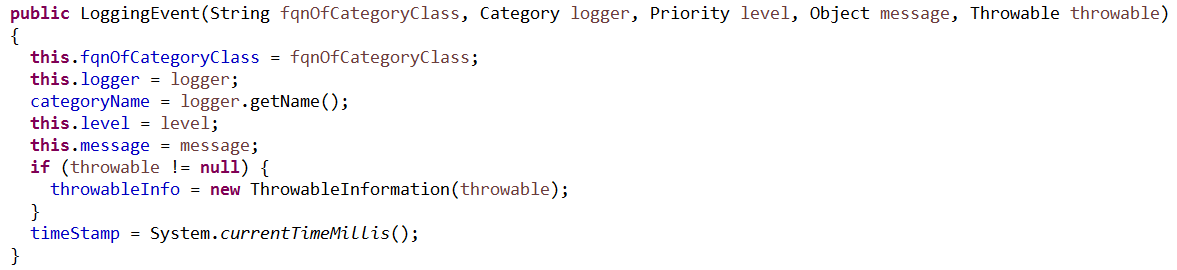 public LoggingEvent(String fqnOfCategoryClass, Category logger, Priority level, Object message, Throwable throwable)
{
  this.fqnOfCategoryClass = fqnOfCategoryClass;
  this.logger = logger;
  categoryName = logger.getName();
  this.level = level;
  this.message = message;
  if (throwable != null) {
    throwableInfo = new ThrowableInformation(throwable);
  }
  timeStamp = System.currentTimeMillis();
}